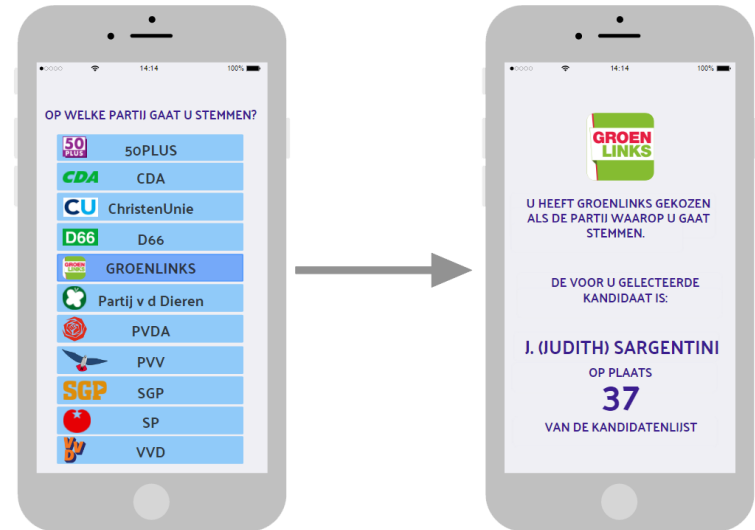 14:14
100%
OP WELKE PARTIJ GAAT U STEMMEN?
50 PLUS
50PLUS
CDA
CDA
CU
ChristenUnie
D66
D66
GROEN LINKS
GROENLINKS
Partij v d Dieren
PVDA
PVV
SGP
SGP
SP
VVD
VVD
14:14
100%
GROEN
LINKS
U HEEFT GROENLINKS GEKOZEN
ALS DE PARTIJ WAAROP U GAAT
STEMMEN.
DE VOOR U GELECTEERDE
KANDIDAAT IS:
J. (JUDITH) SARGENTINI
OP PLAATS
37
VAN DE KANDIDATENLIJST